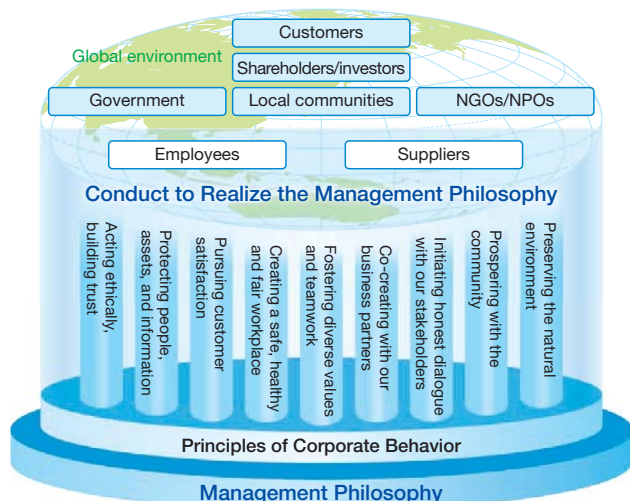 Customers
Global environment
Shareholders/investors
Government
Local communities
NGOs/NPOs
Employees
Suppliers
Conduct to Realize the Management Philosophy
Acting ethically,
building trust
Protecting people,
assets, and information
Pursuing customer
satisfaction
Creating a safe, healthy
and fair workplace
Fostering diverse values
and teamwork
Co-creating with our
business partners
Initiating honest dialogue
with our stakeholders
Prospering with the
community
Preserving the natural
environment
Principles of Corporate Behavior
Management Philosophy